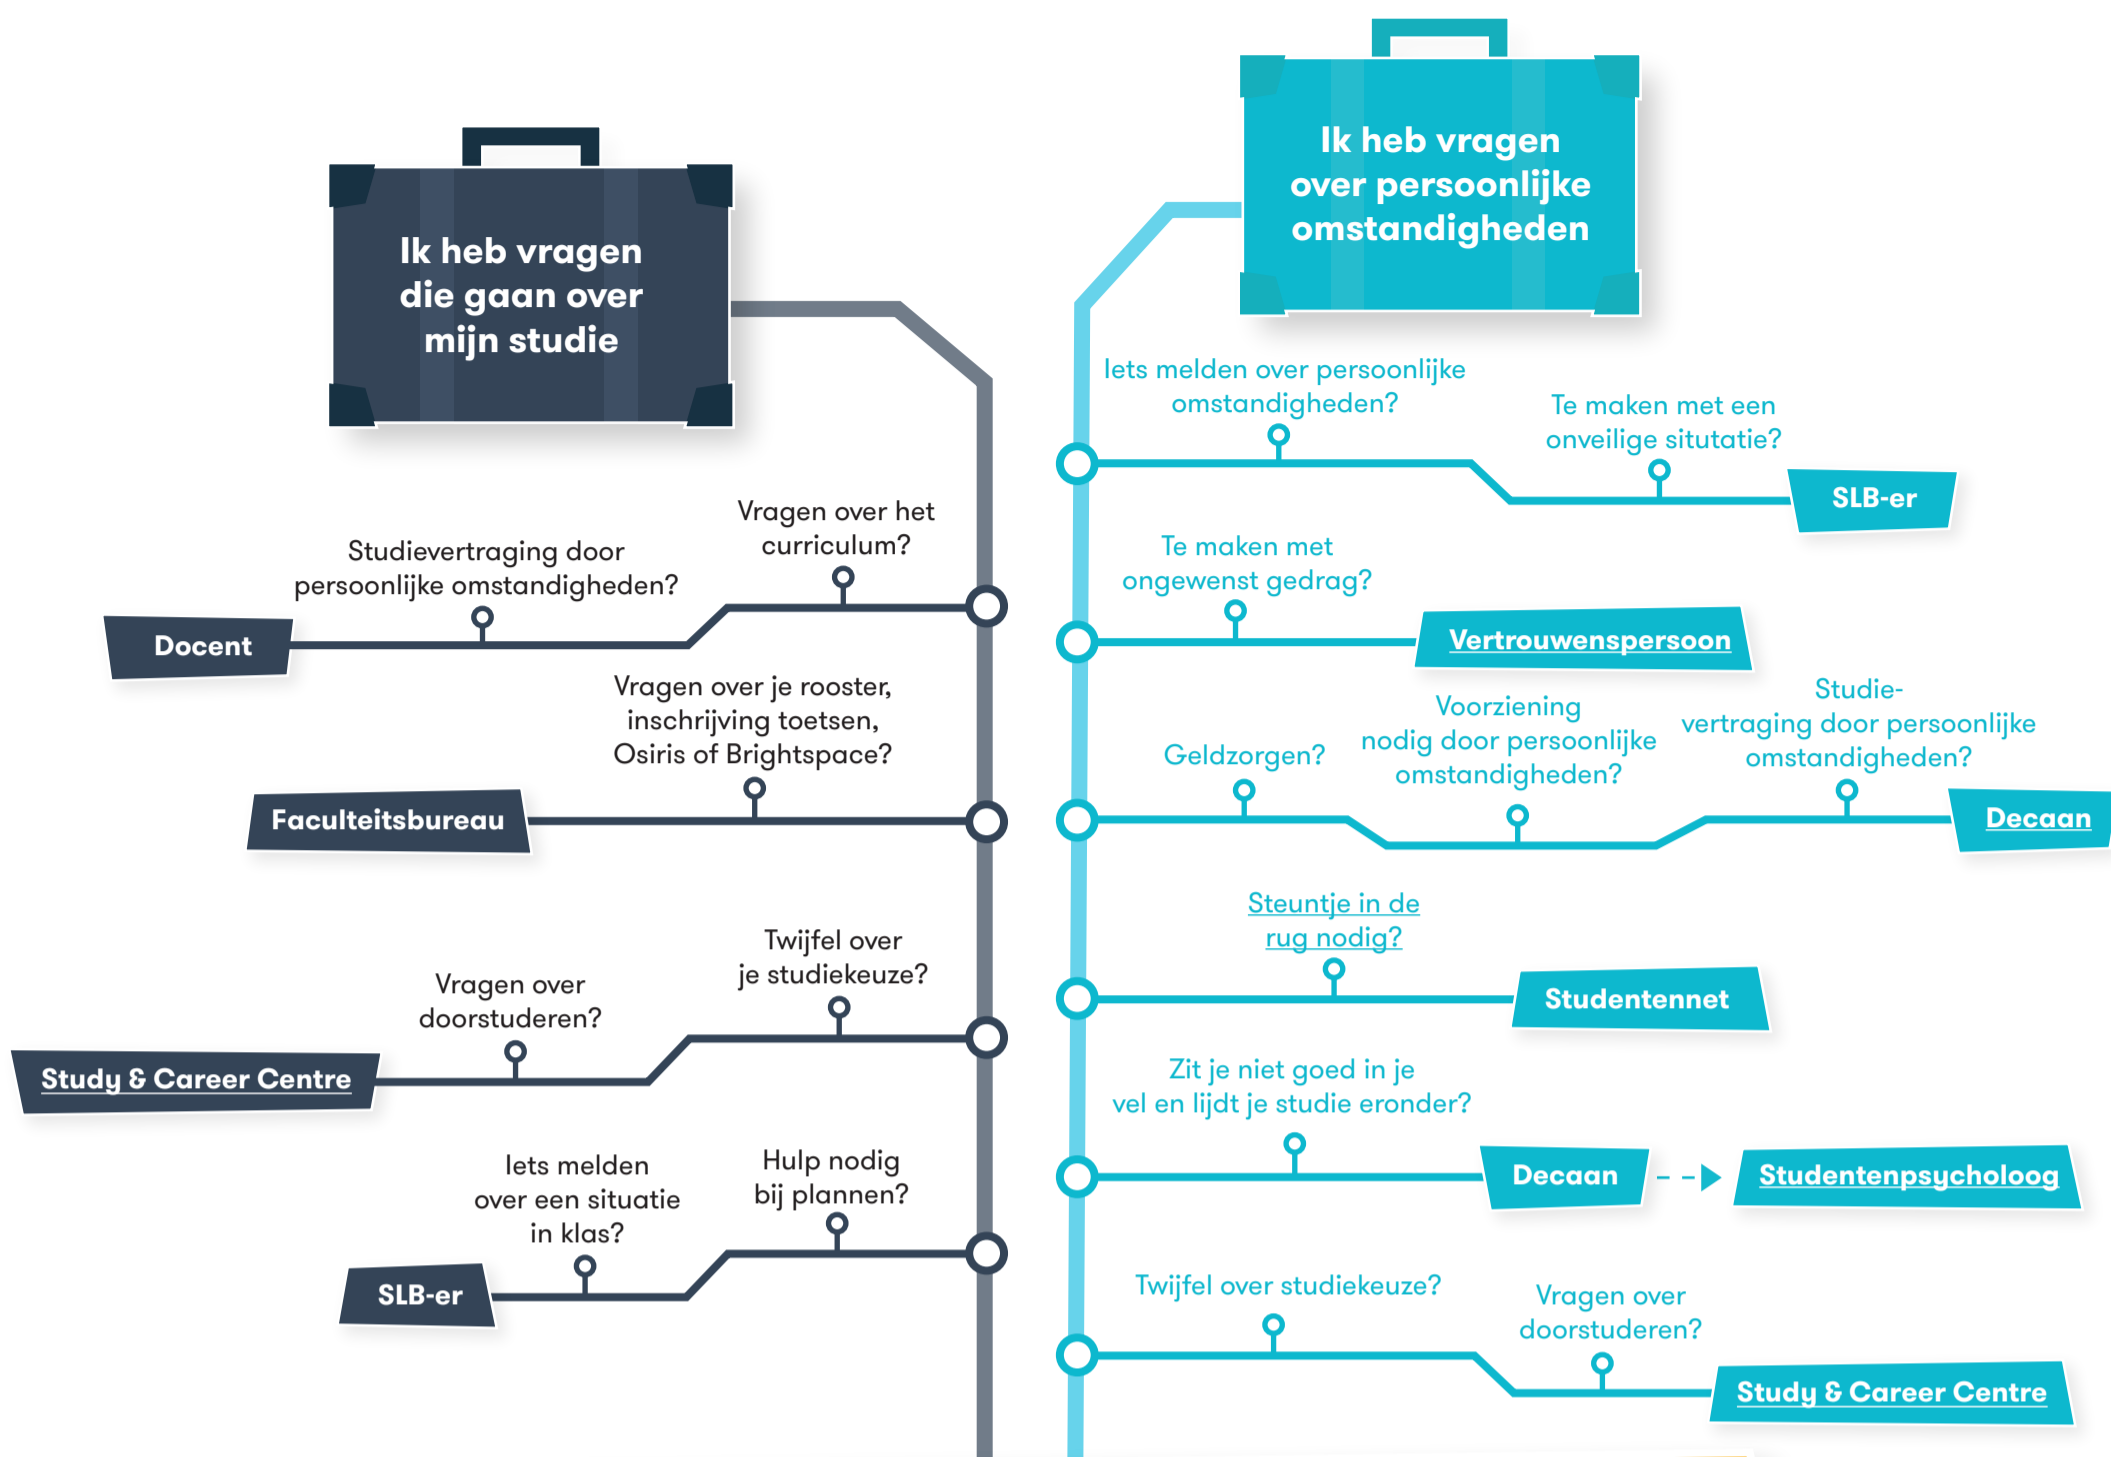 Ik heb vragen
die gaan over
mijn studie
Vragen over het
curriculum?
Studievertraging door
persoonlijke omstandigheden?
Docent
Vragen over je rooster,
inschrijving toetsen,
Osiris of Brightspace?
Faculteitsbureau
Twijfel over
je studiekeuze?
Vragen over
doorstuderen?
Study & Career Centre
Hulp nodig
bij plannen?
Iets melden
over een situatie
in klas?
SLB-er
Ik heb vragen
over persoonlijke
omstandigheden
Iets melden over persoonlijke
omstandigheden?
Te maken met een
onveilige situtatie?
SLB-er
Te maken met
ongewenst gedrag?
Vertrouwenspersoon
Geldzorgen?
Voorziening
nodig door persoonlijke
omstandigheden?
Studie-
vertraging door persoonlijke
omstandigheden?
Decaan
Steuntje in de
rug nodig?
Studentennet
Zit je niet goed in je
vel en lijdt je studie eronder?
Decaan
Studentenpsycholoog
Twijfel over studiekeuze?
Vragen over
doorstuderen?
Study & Career Centre